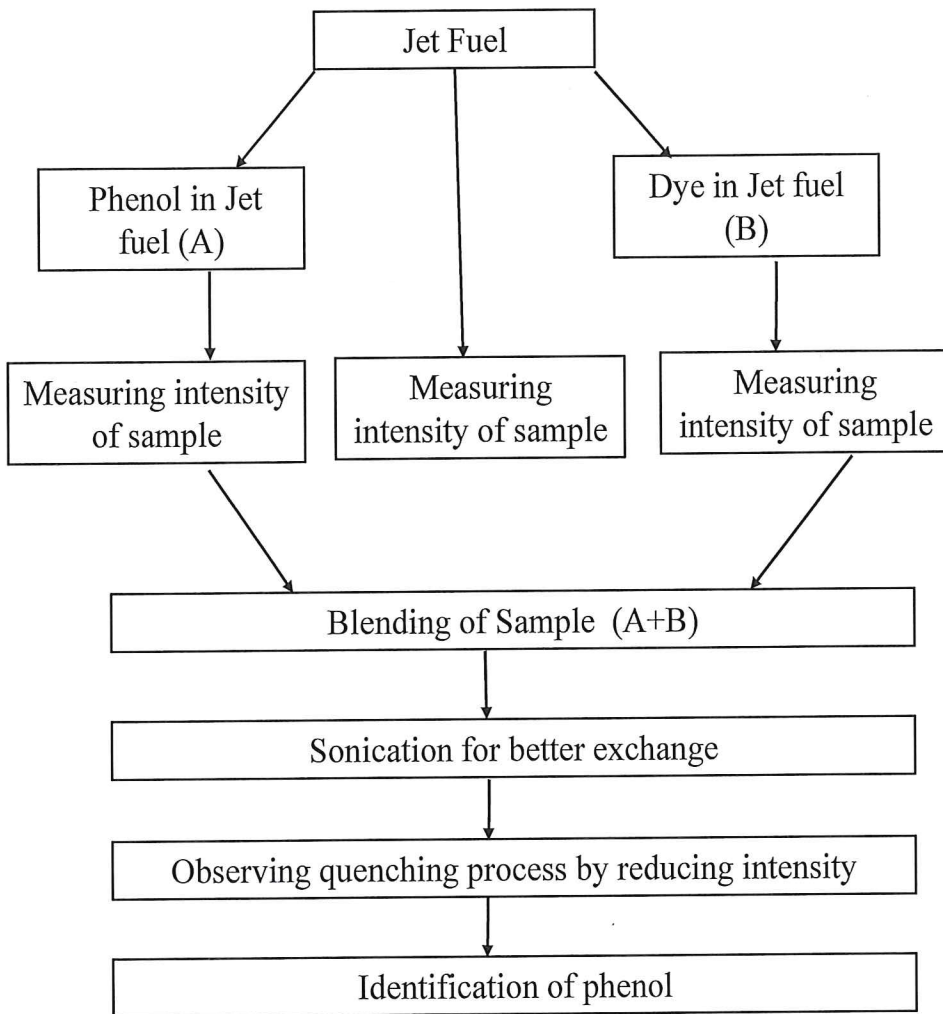 Jet Fuel
Phenol in Jet
fuel (A)
Dye in Jet fuel
(B)
Measuring intensity
of sample
Measuring
intensity of sample
Measuring
intensity of sample
Blending of Sample (A+B)
Sonication for better exchange
Observing quenching process by reducing intensity
Identification of phenol